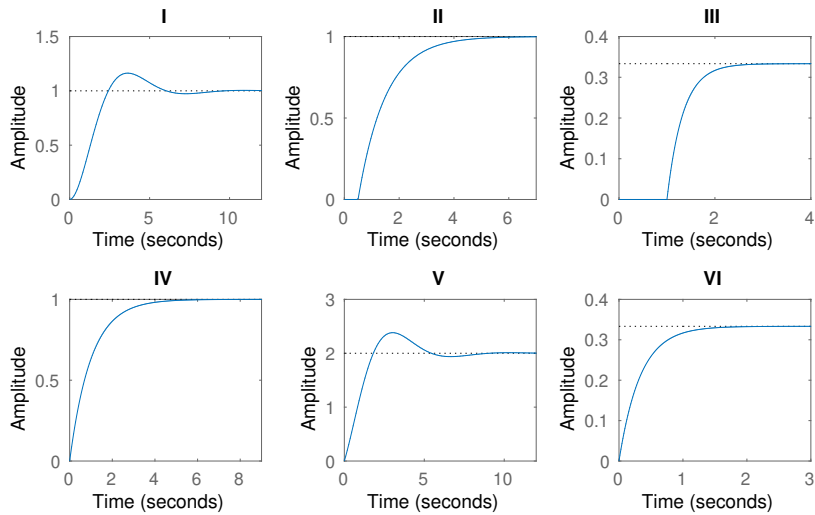 I
Amplitude
1.5
1
0.5
0
0 5 10
Time (seconds)
II
Amplitude
1
0.5
0
0 2 4 6
Time (seconds)
III
Amplitude
0.4
0.3
0.2
0.1
0
0 2 4
Time (seconds)
IV
Amplitude
1
0.5
0
0 2 4 6 8
Time (seconds)
V
Amplitude
3
2
1
0
0 5 10
Time (seconds)
VI
Amplitude
0.4
0.3
0.2
0.1
0
0 1 2 3
Time (seconds)